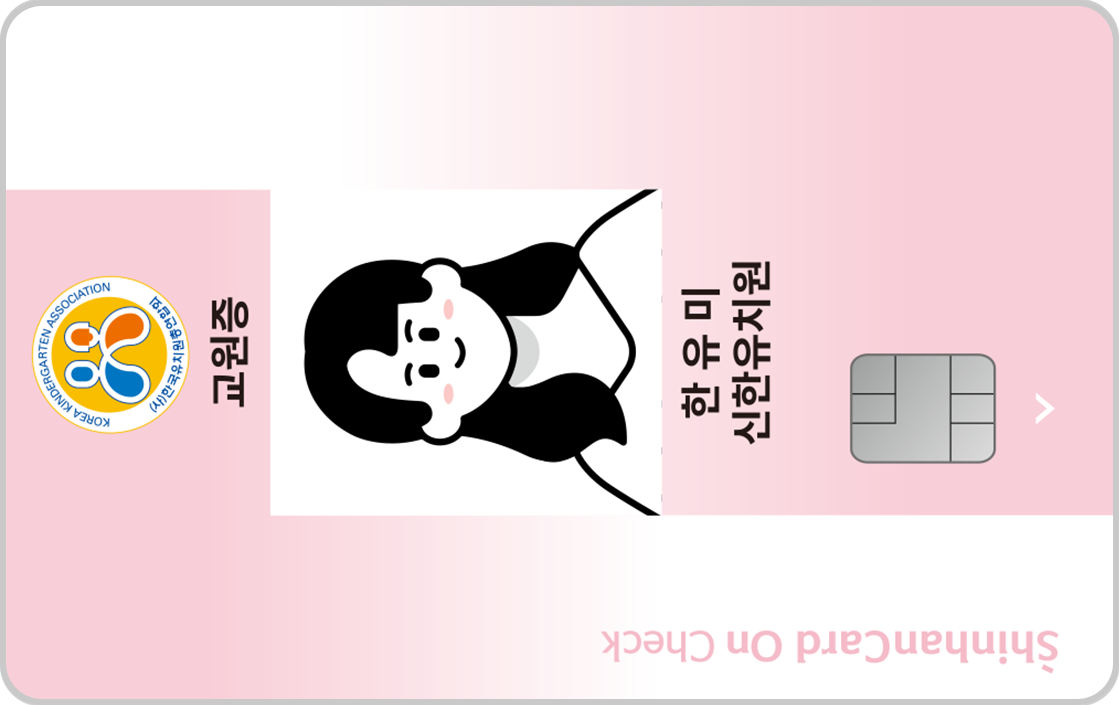 KOREA KINDERGARTEN ASSOCIATION
(사)한국유치원총연합회
교원증
한 유 미
신한유치원
ShinhanCard On Check